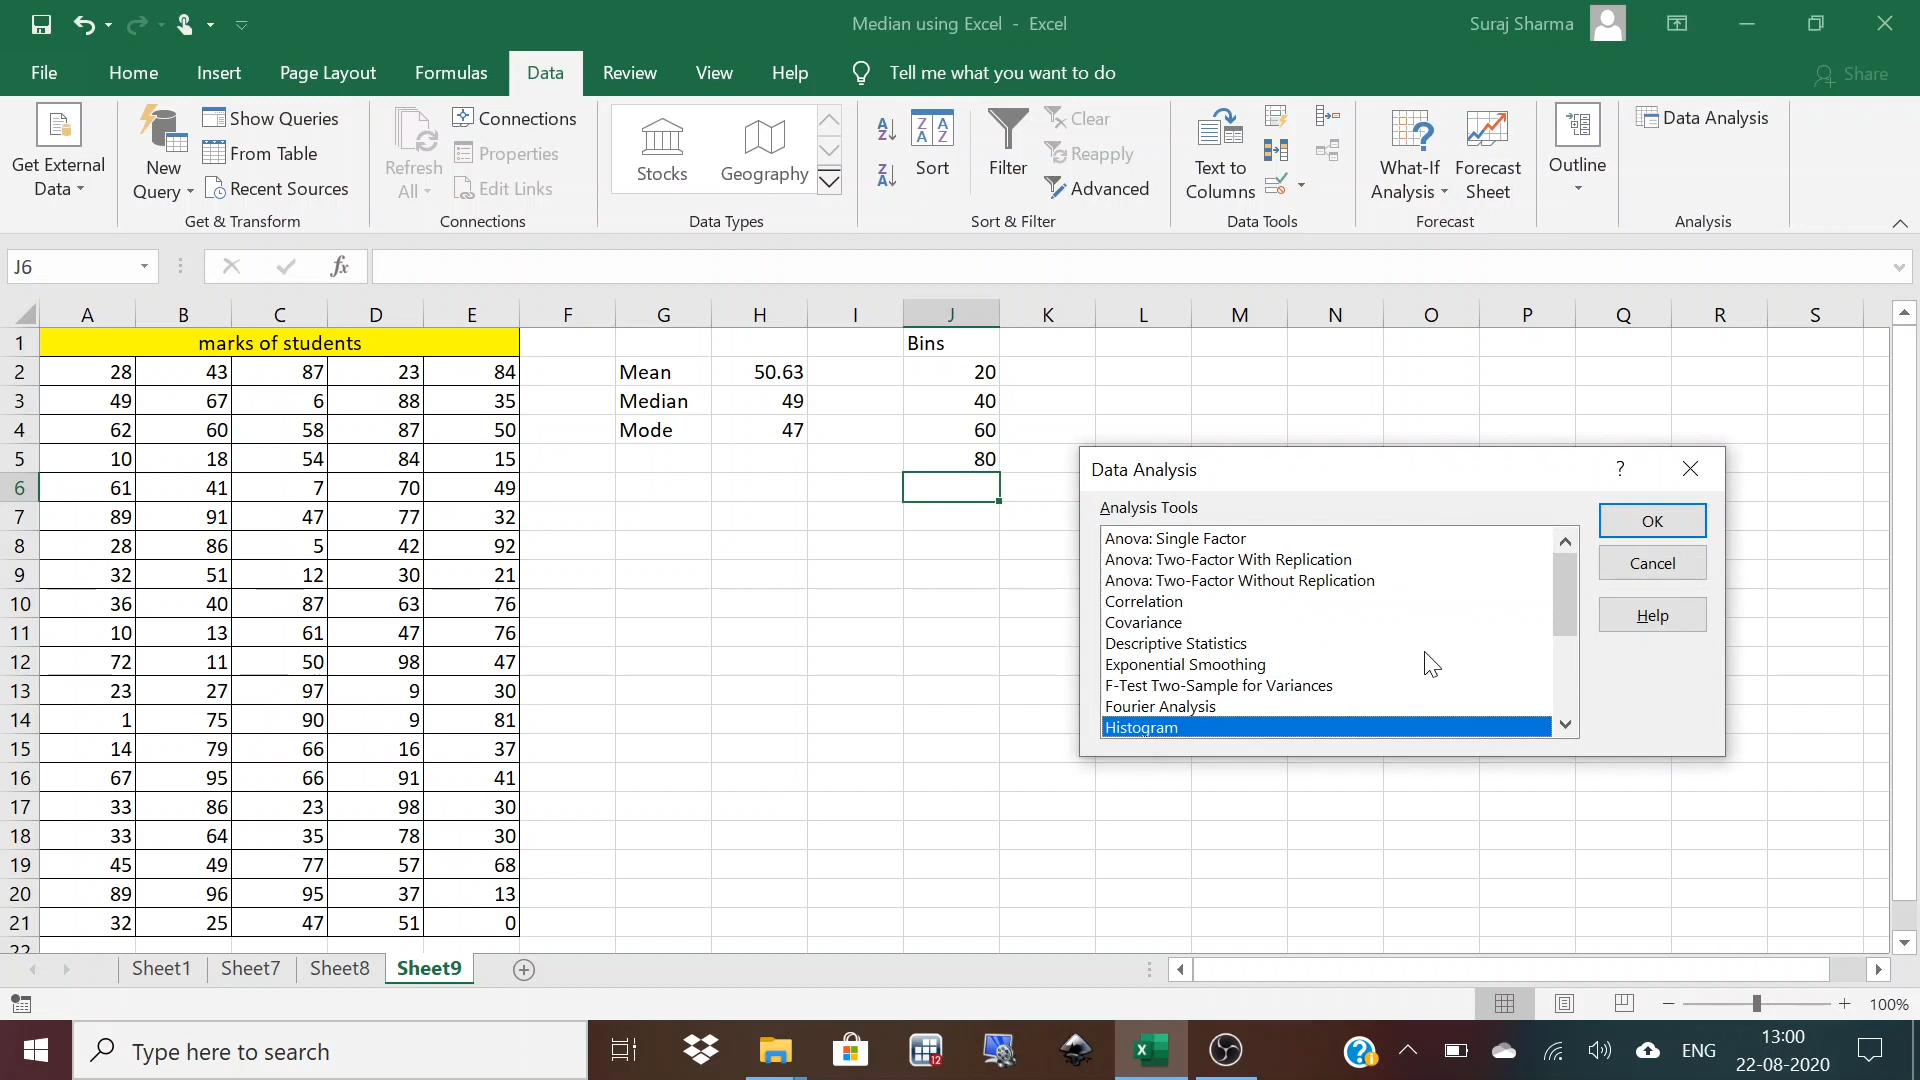 Median using Excel - Excel
Suraj Sharma
File Home Insert Page Layout Formulas Data Review View Help Tell me what you want to do Share
Get External Data
New Query
Show Queries
From Table
Recent Sources
Get & Transform
Refresh All
Connections
Properties
Edit Links
Connections
Stocks
Geography
Data Types
Sort
Filter
Clear
Reapply
Advanced
Sort & Filter
Text to Columns
Data Tools
What-If Analysis
Forecast Sheet
Forecast
Outline
Data Analysis
Analysis
J6
fx
A B C D E F G H I J K L M N O P Q R S
1 marks of students Bins
2 28 43 87 23 84 Mean 50.63 20
3 49 67 6 88 35 Median 49 40
4 62 60 58 87 50 Mode 47 60
5 10 18 54 84 15 80
6 61 41 7 70 49
7 89 91 47 77 32
8 28 86 5 42 92
9 32 51 12 30 21
10 36 40 87 63 76
11 10 13 61 47 76
12 72 11 50 98 47
13 23 27 97 9 30
14 1 75 90 9 81
15 14 79 66 16 37
16 67 95 66 91 41
17 33 86 23 98 30
18 33 64 35 78 30
19 45 49 77 57 68
20 89 96 95 37 13
21 32 25 47 51 0
22
Data Analysis
?
Analysis Tools
Anova: Single Factor
Anova: Two-Factor With Replication
Anova: Two-Factor Without Replication
Correlation
Covariance
Descriptive Statistics
Exponential Smoothing
F-Test Two-Sample for Variances
Fourier Analysis
Histogram
OK
Cancel
Help
Sheet1 Sheet7 Sheet8 Sheet9
100%
Type here to search
12
ENG
13:00
22-08-2020